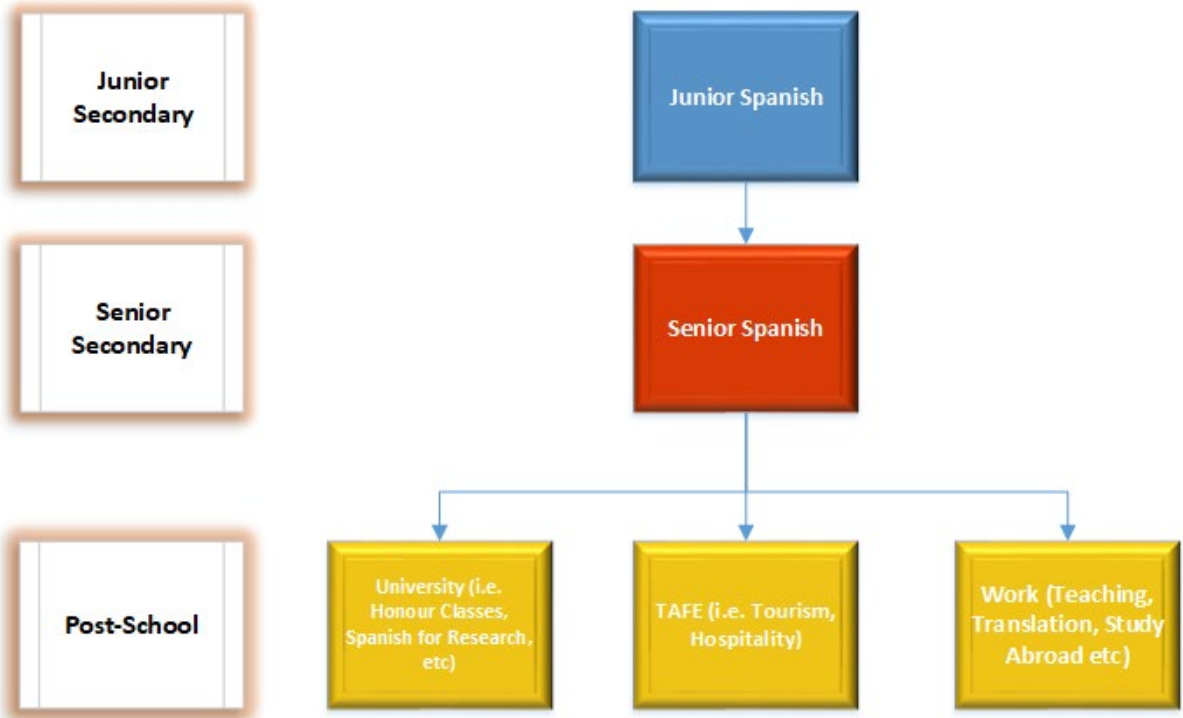 Junior
Secondary
Junior Spanish
Senior
Secondary
Senior Spanish
Post-School
University (i.e.
Honour Classes,
Spanish for Research,
etc)
TAFE (i.e. Tourism,
Hospitality)
Work (Teaching,
Translation, Study
Abroad etc)